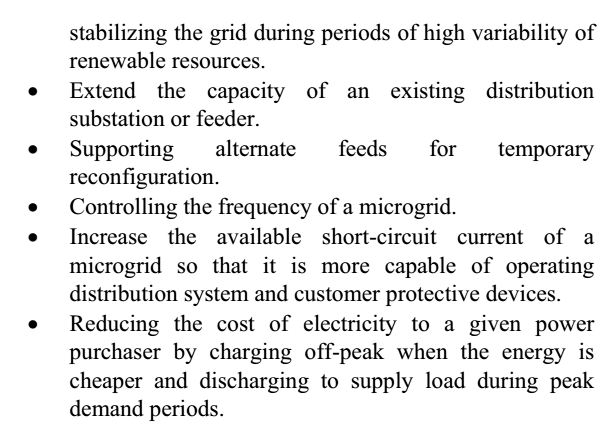 stabilizing the grid during periods of high variability of
renewable resources.
• Extend the capacity of an existing distribution
substation or feeder.
• Supporting alternate feeds for temporary
reconfiguration.
• Controlling the frequency of a microgrid.
• Increase the available short-circuit current of a
microgrid so that it is more capable of operating
distribution system and customer protective devices.
• Reducing the cost of electricity to a given power
purchaser by charging off-peak when the energy is
cheaper and discharging to supply load during peak
demand periods.